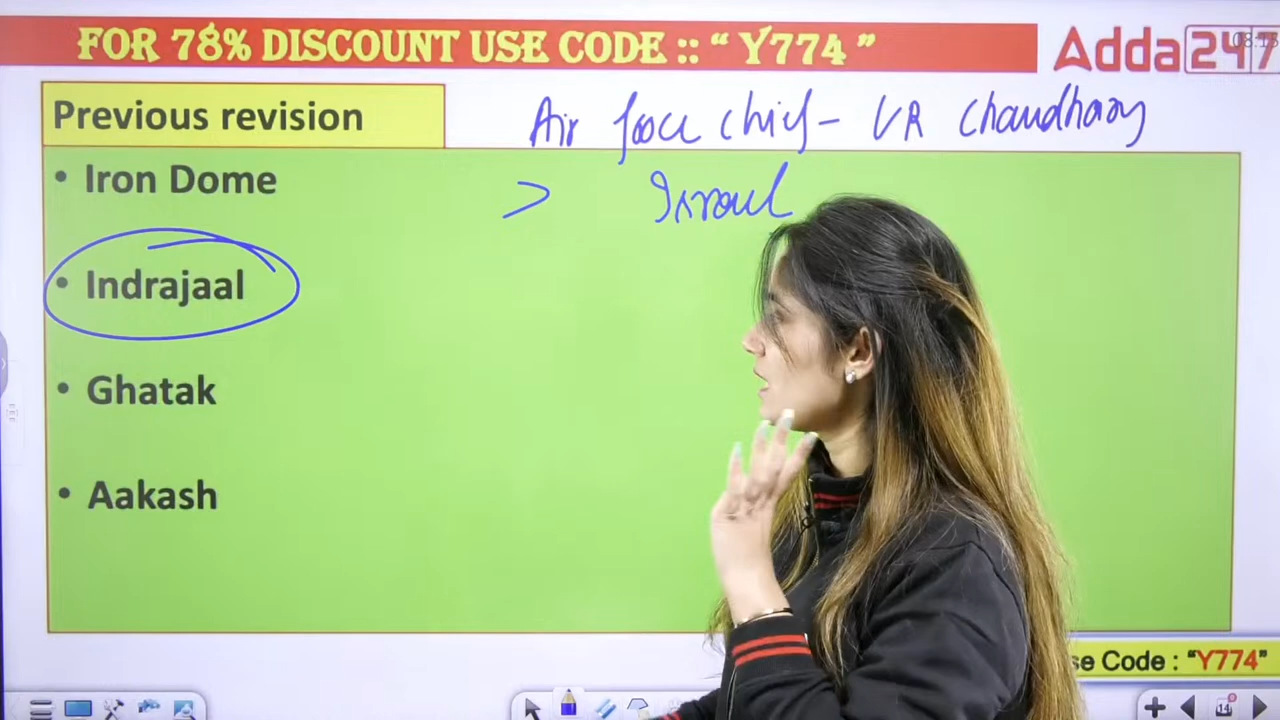 FOR 78% DISCOUNT USE CODE :: “ Y774 ”
Adda247
Previous revision
Air force chief - VR Chaudhary
> Israel
• Iron Dome
• Indrajaal
• Ghatak
• Aakash
se Code : “Y774”
14